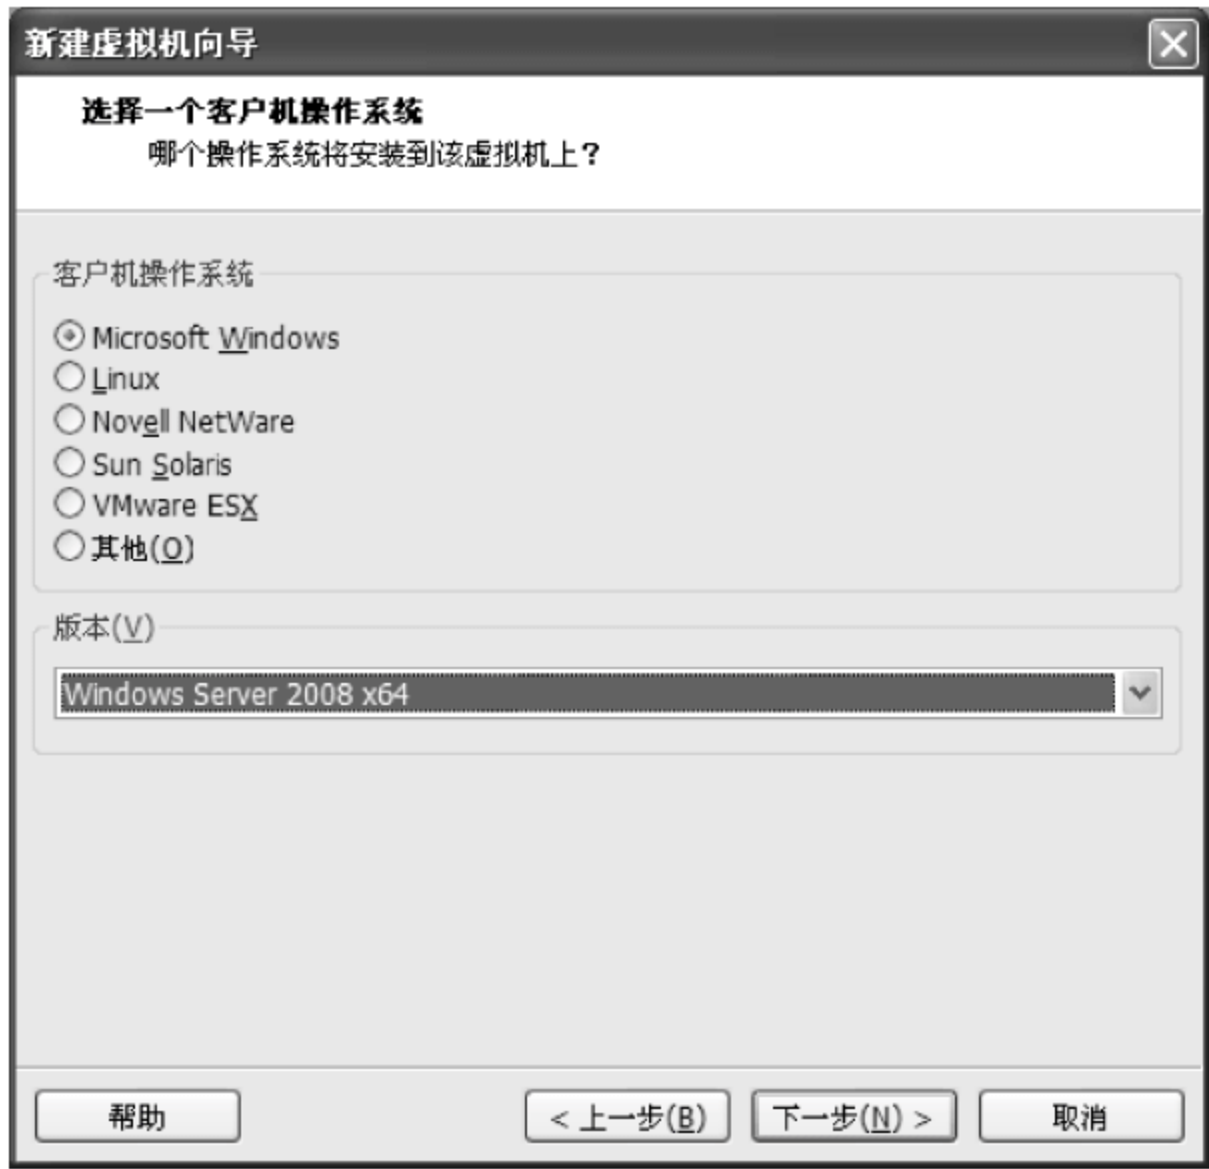 新建虚拟机向导
选择一个客户机操作系统
哪个操作系统将安装到该虚拟机上？
客户机操作系统
Microsoft Windows
Linux
Novell NetWare
Sun Solaris
VMware ESX
其他(O)
版本(V)
Windows Server 2008 x64
帮助
< 上一步(B)
下一步(N) >
取消